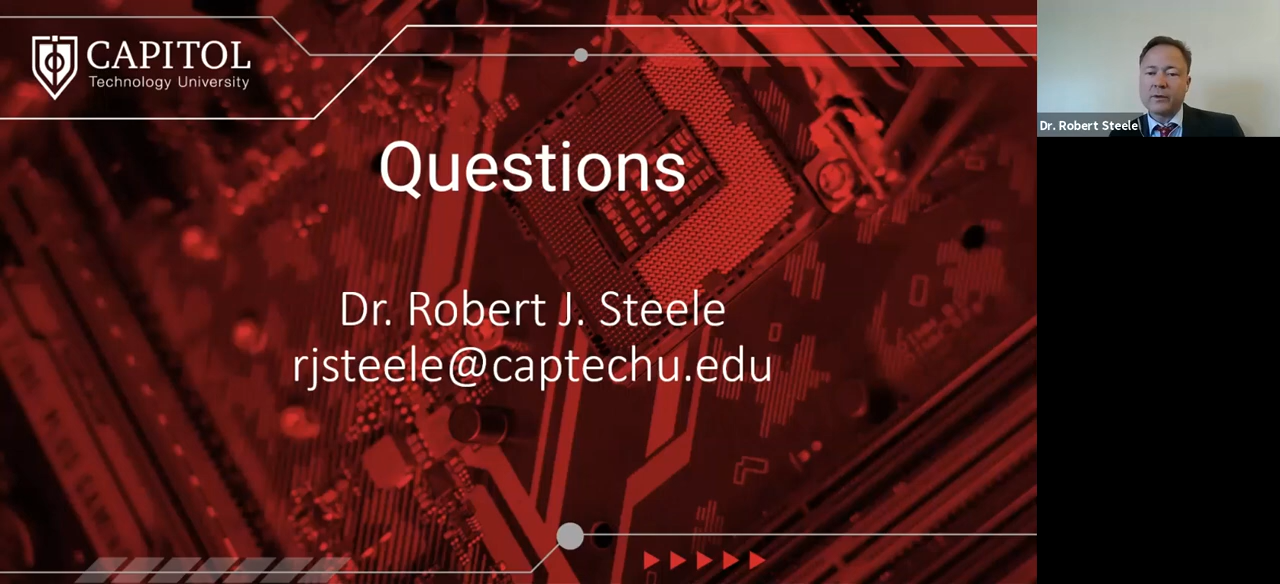 CAPITOL
Technology University
Questions
Dr. Robert J. Steele
rjsteele@captechu.edu
Dr. Robert Steele